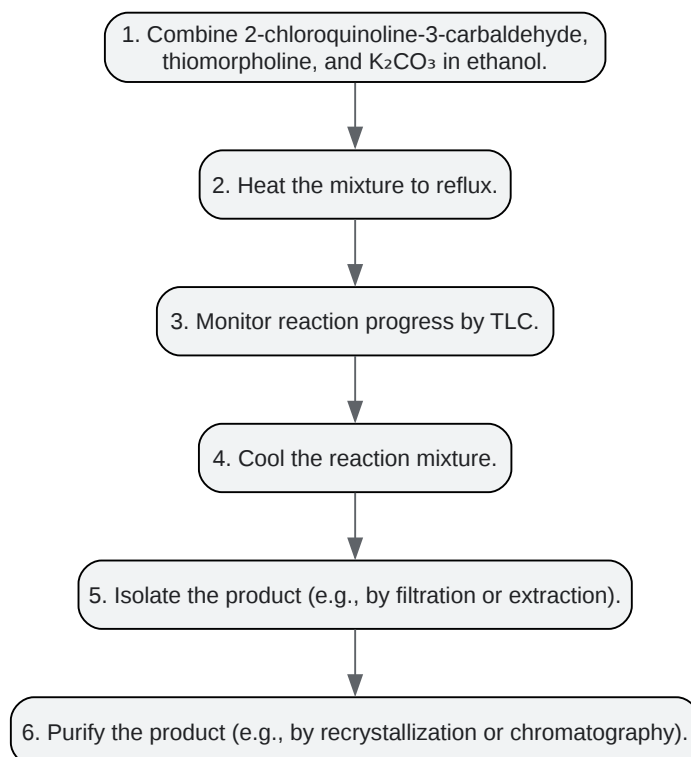 1. Combine 2-chloroquinoline-3-carbaldehyde,
thiomorpholine, and K₂CO₃ in ethanol.
2. Heat the mixture to reflux.
3. Monitor reaction progress by TLC.
4. Cool the reaction mixture.
5. Isolate the product (e.g., by filtration or extraction).
6. Purify the product (e.g., by recrystallization or chromatography).